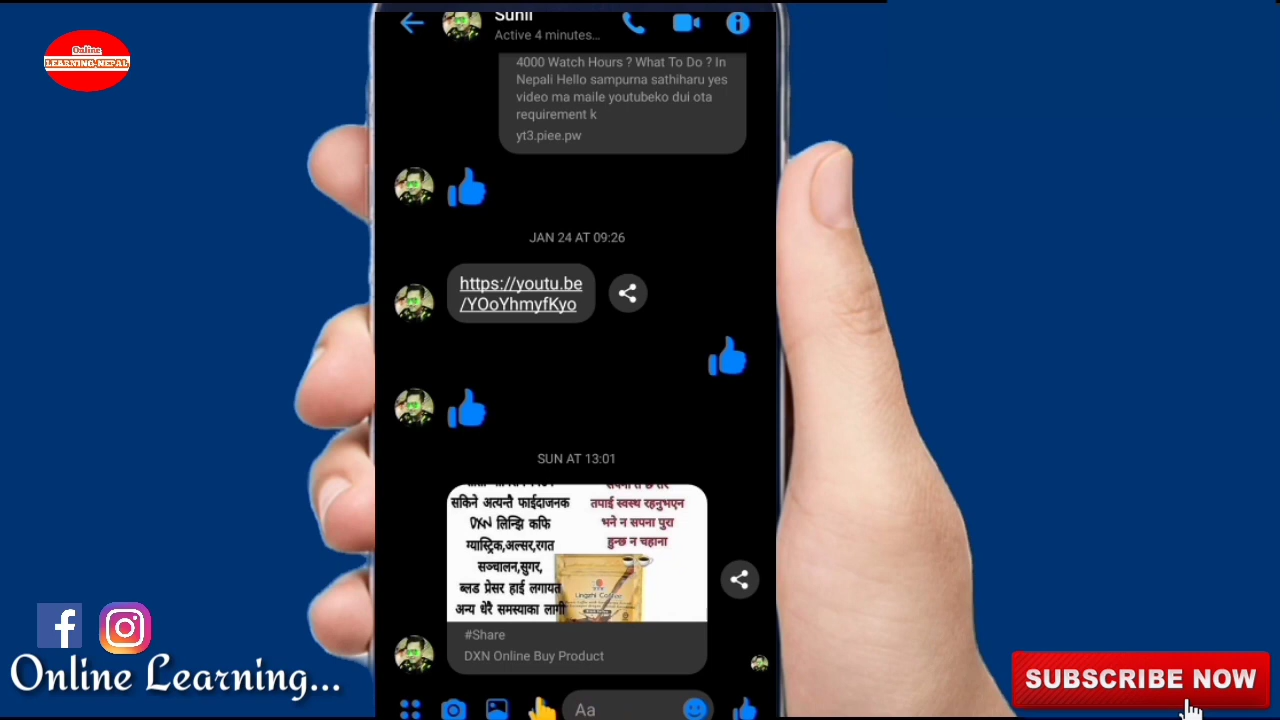 Online
LEARNING-NEPAL
Sunil
Active 4 minutes...
4000 Watch Hours ? What To Do ? In
Nepali Hello sampurna sathiharu yes
video ma maile youtubeko dui ota
requirement k
yt3.piee.pw
JAN 24 AT 09:26
https://youtu.be
/YOoYhmyfKyo
SUN AT 13:01
सकिने अत्यन्तै फाईदाजनक
DXN लिन्झि कफि
ग्यास्ट्रिक,अल्सर,रगत
सञ्चालन,सुगर,
ब्लड प्रेसर हाई लगायत
अन्य धेरै समस्याका लागी
तपाई स्वस्थ रहनुभएन
भने न सपना पुरा
हुन्छ न चहाना
Lingzhi Coffee
#Share
DXN Online Buy Product
Aa
Online Learning...
SUBSCRIBE NOW